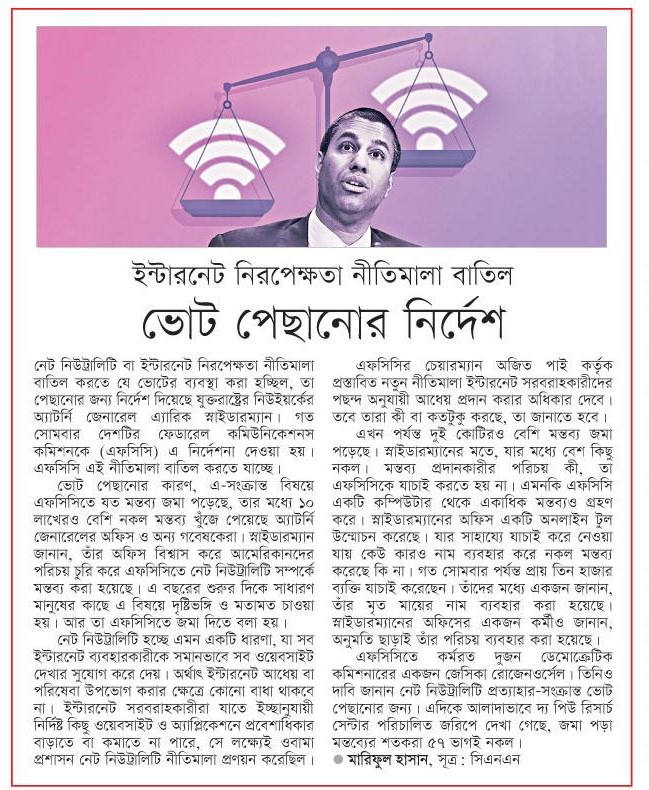 ইন্টারনেট নিরপেক্ষতা নীতিমালা বাতিল
ভোট পেছানোর নির্দেশ
নেট নিউট্রালিটি বা ইন্টারনেট নিরপেক্ষতা নীতিমালা
বাতিল করতে যে ভোটের ব্যবস্থা করা হচ্ছিল, তা
পেছানোর জন্য নির্দেশ দিয়েছে যুক্তরাষ্ট্রের নিউইয়র্কের
অ্যাটর্নি জেনারেল এ্যারিক স্নাইডারম্যান। গত
সোমবার দেশটির ফেডারেল কমিউনিকেশনস
কমিশনকে (এফসিসি) এ নির্দেশনা দেওয়া হয়।
এফসিসি এই নীতিমালা বাতিল করতে যাচ্ছে।
ভোট পেছানোর কারণ, এ-সংক্রান্ত বিষয়ে
এফসিসিতে যত মন্তব্য জমা পড়েছে, তার মধ্যে ১০
লাখেরও বেশি নকল মন্তব্য খুঁজে পেয়েছে অ্যাটর্নি
জেনারেলের অফিস ও অন্য গবেষকেরা। স্নাইডারম্যান
জানান, তাঁর অফিস বিশ্বাস করে আমেরিকানদের
পরিচয় চুরি করে এফসিসিতে নেট নিউট্রালিটি সম্পর্কে
মন্তব্য করা হয়েছে। এ বছরের শুরুর দিকে সাধারণ
মানুষের কাছে এ বিষয়ে দৃষ্টিভঙ্গি ও মতামত চাওয়া
হয়। আর তা এফসিসিতে জমা দিতে বলা হয়।
নেট নিউট্রালিটি হচ্ছে এমন একটি ধারণা, যা সব
ইন্টারনেট ব্যবহারকারীকে সমানভাবে সব ওয়েবসাইট
দেখার সুযোগ করে দেয়। অর্থাৎ ইন্টারনেট আধেয় বা
পরিষেবা উপভোগ করার ক্ষেত্রে কোনো বাধা থাকবে
না। ইন্টারনেট সরবরাহকারীরা যাতে ইচ্ছানুযায়ী
নির্দিষ্ট কিছু ওয়েবসাইট ও অ্যাপ্লিকেশনে প্রবেশাধিকার
বাড়াতে বা কমাতে না পারে, সে লক্ষ্যেই ওবামা
প্রশাসন নেট নিউট্রালিটি নীতিমালা প্রণয়ন করেছিল।
এফসিসির চেয়ারম্যান অজিত পাই কর্তৃক
প্রস্তাবিত নতুন নীতিমালা ইন্টারনেট সরবরাহকারীদের
পছন্দ অনুযায়ী আধেয় প্রদান করার অধিকার দেবে।
তবে তারা কী বা কতটুকু করছে, তা জানাতে হবে।
এখন পর্যন্ত দুই কোটিরও বেশি মন্তব্য জমা
পড়েছে। স্নাইডারম্যানের মতে, যার মধ্যে বেশ কিছু
নকল। মন্তব্য প্রদানকারীর পরিচয় কী, তা
এফসিসিকে যাচাই করতে হয় না। এমনকি এফসিসি
একটি কম্পিউটার থেকে একাধিক মন্তব্যও গ্রহণ
করে। স্নাইডারম্যানের অফিস একটি অনলাইন টুল
উন্মোচন করেছে। যার সাহায্যে যাচাই করে নেওয়া
যায় কেউ কারও নাম ব্যবহার করে নকল মন্তব্য
করেছে কি না। গত সোমবার পর্যন্ত প্রায় তিন হাজার
ব্যক্তি যাচাই করেছেন। তাঁদের মধ্যে একজন জানান,
তাঁর মৃত মায়ের নাম ব্যবহার করা হয়েছে।
স্নাইডারম্যানের অফিসের একজন কর্মীও জানান,
অনুমতি ছাড়াই তাঁর পরিচয় ব্যবহার করা হয়েছে।
এফসিসিতে কর্মরত দুজন ডেমোক্রেটিক
কমিশনারের একজন জেসিকা রোজেনওর্সেল। তিনিও
দাবি জানান নেট নিউট্রালিটি প্রত্যাহার-সংক্রান্ত ভোট
পেছানোর জন্য। এদিকে আলাদাভাবে দ্য পিউ রিসার্চ
সেন্টার পরিচালিত জরিপে দেখা গেছে, জমা পড়া
মন্তব্যের শতকরা ৫৭ ভাগই নকল।
● মারিফুল হাসান, সূত্র : সিএনএন